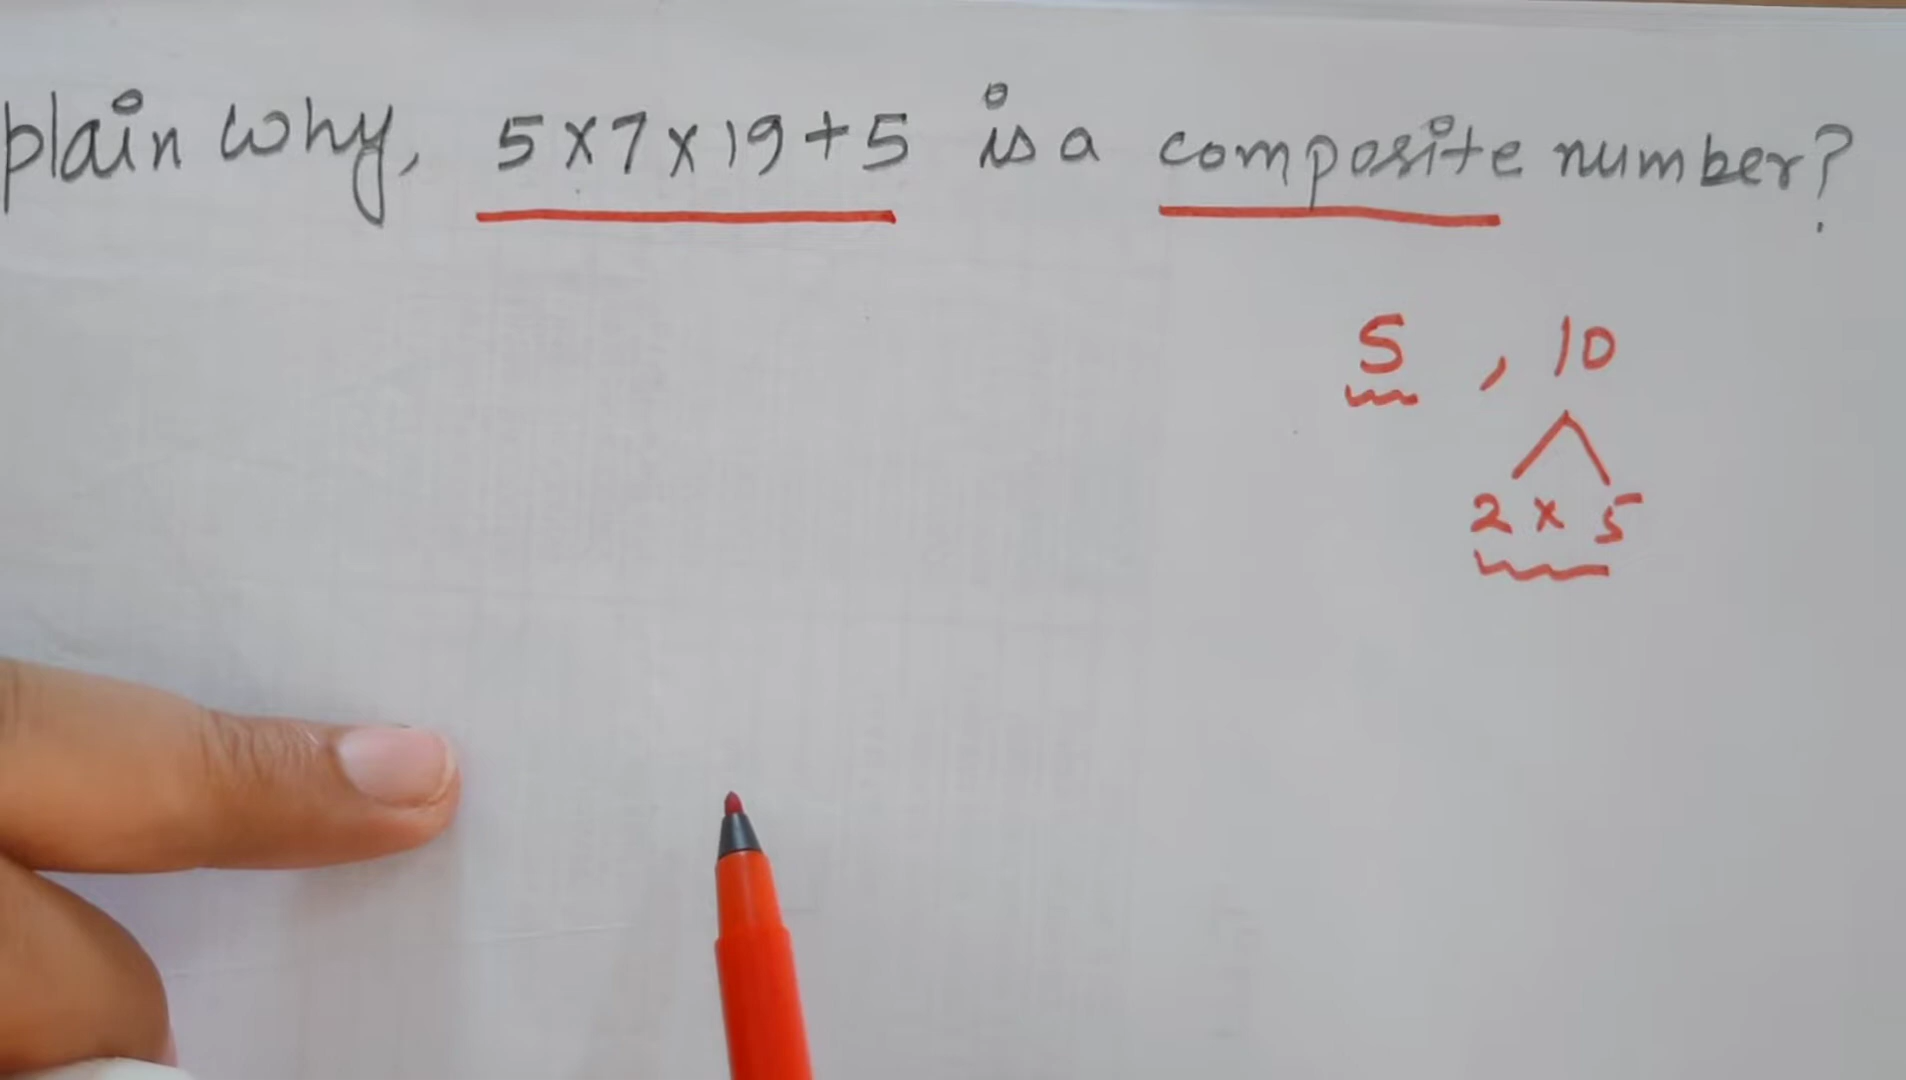 plain why, 5×7×19+5 is a composite number?
5 , 10
2 × 5